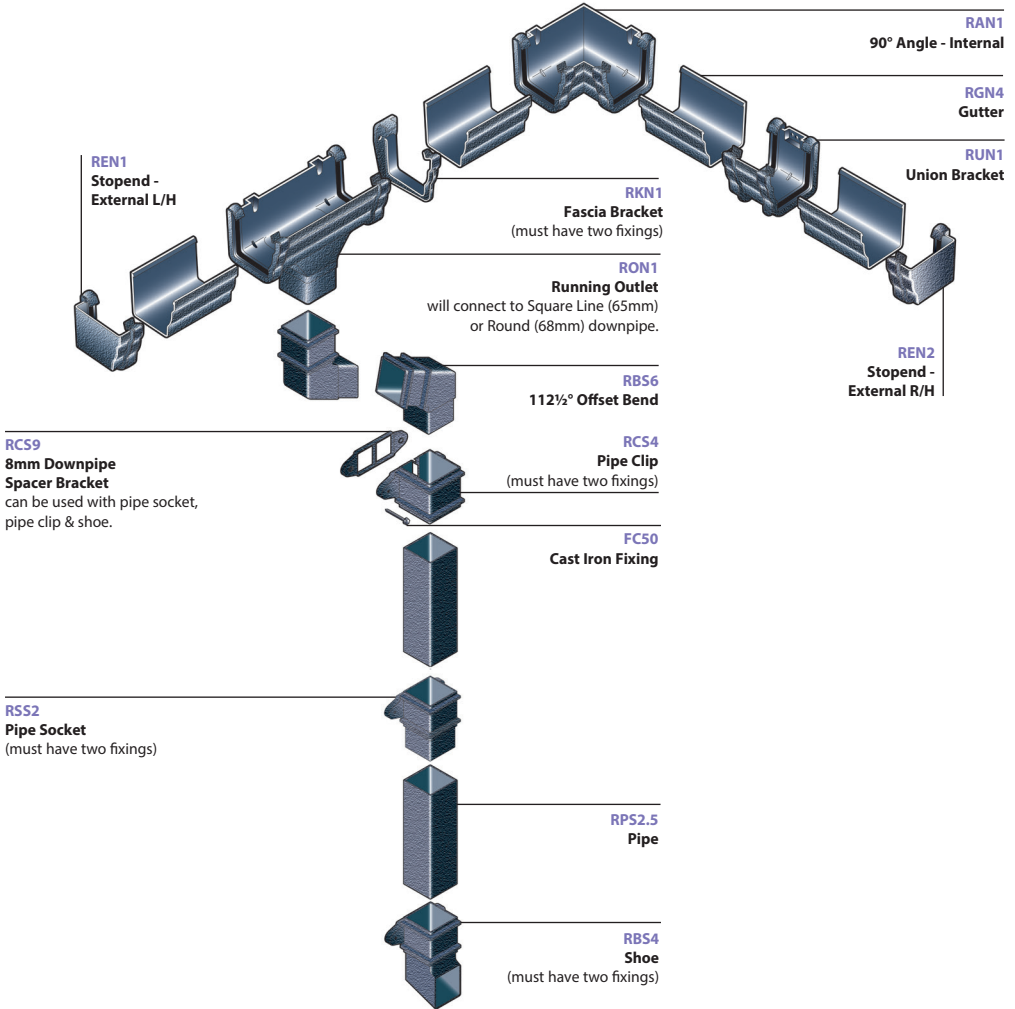 RAN1
90° Angle - Internal
RGN4
Gutter
RUN1
Union Bracket
REN1
Stopend -
External L/H
RKN1
Fascia Bracket
(must have two fixings)
RON1
Running Outlet
will connect to Square Line (65mm)
or Round (68mm) downpipe.
REN2
Stopend -
External R/H
RBS6
112½° Offset Bend
RCS9
8mm Downpipe
Spacer Bracket
can be used with pipe socket,
pipe clip & shoe.
RCS4
Pipe Clip
(must have two fixings)
FC50
Cast Iron Fixing
RSS2
Pipe Socket
(must have two fixings)
RPS2.5
Pipe
RBS4
Shoe
(must have two fixings)